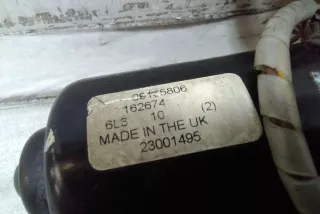 162674
6LS 10 (2)
MADE IN THE UK
23001495